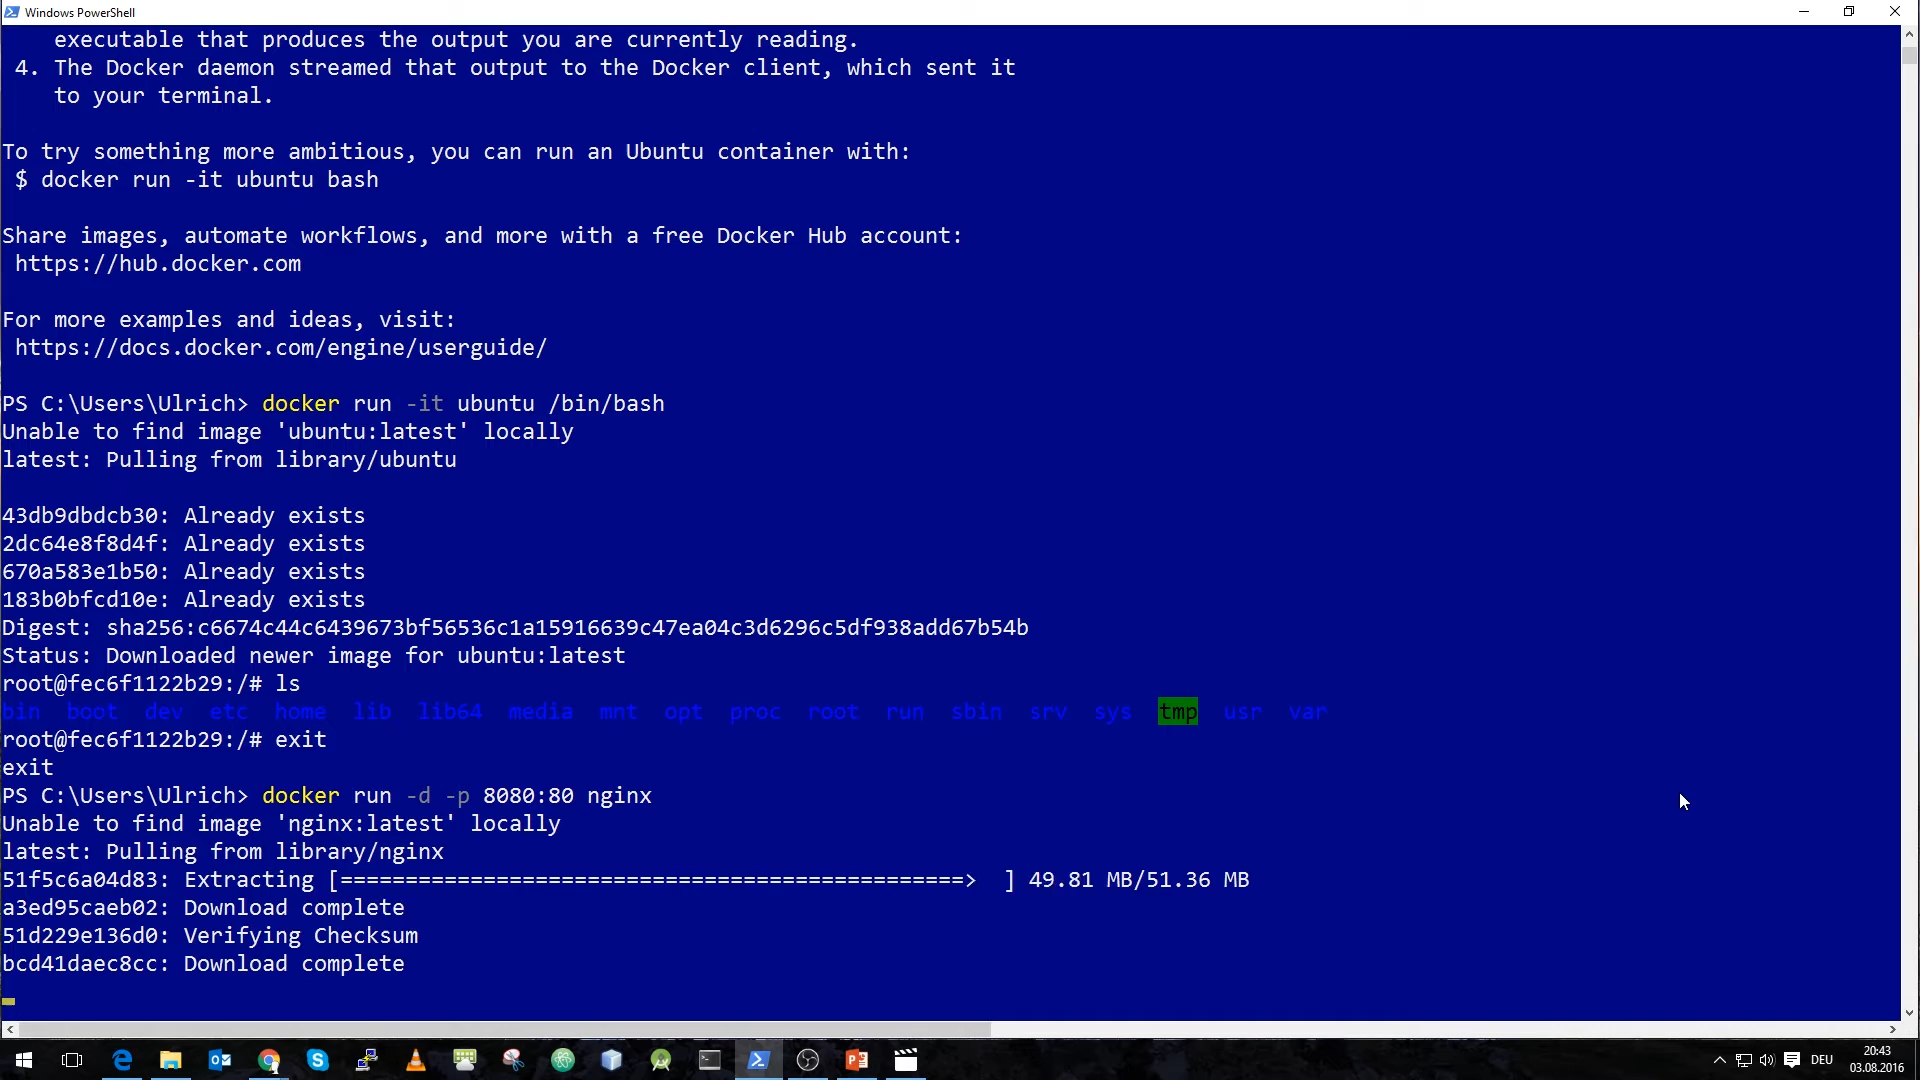 Windows PowerShell
executable that produces the output you are currently reading.
4. The Docker daemon streamed that output to the Docker client, which sent it
to your terminal.
To try something more ambitious, you can run an Ubuntu container with:
$ docker run -it ubuntu bash
Share images, automate workflows, and more with a free Docker Hub account:
https://hub.docker.com
For more examples and ideas, visit:
https://docs.docker.com/engine/userguide/
PS C:\Users\Ulrich> docker run -it ubuntu /bin/bash
Unable to find image 'ubuntu:latest' locally
latest: Pulling from library/ubuntu
43db9dbdcb30: Already exists
2dc64e8f8d4f: Already exists
670a583e1b50: Already exists
183b0bfcd10e: Already exists
Digest: sha256:c6674c44c6439673bf56536c1a15916639c47ea04c3d6296c5df938add67b54b
Status: Downloaded newer image for ubuntu:latest
root@fec6f1122b29:/# ls
bin boot dev etc home lib lib64 media mnt opt proc root run sbin srv sys tmp usr var
root@fec6f1122b29:/# exit
exit
PS C:\Users\Ulrich> docker run -d -p 8080:80 nginx
Unable to find image 'nginx:latest' locally
latest: Pulling from library/nginx
51f5c6a04d83: Extracting [================================================>  ] 49.81 MB/51.36 MB
a3ed95caeb02: Download complete
51d229e136d0: Verifying Checksum
bcd41daec8cc: Download complete
DEU
20:43
03.08.2016